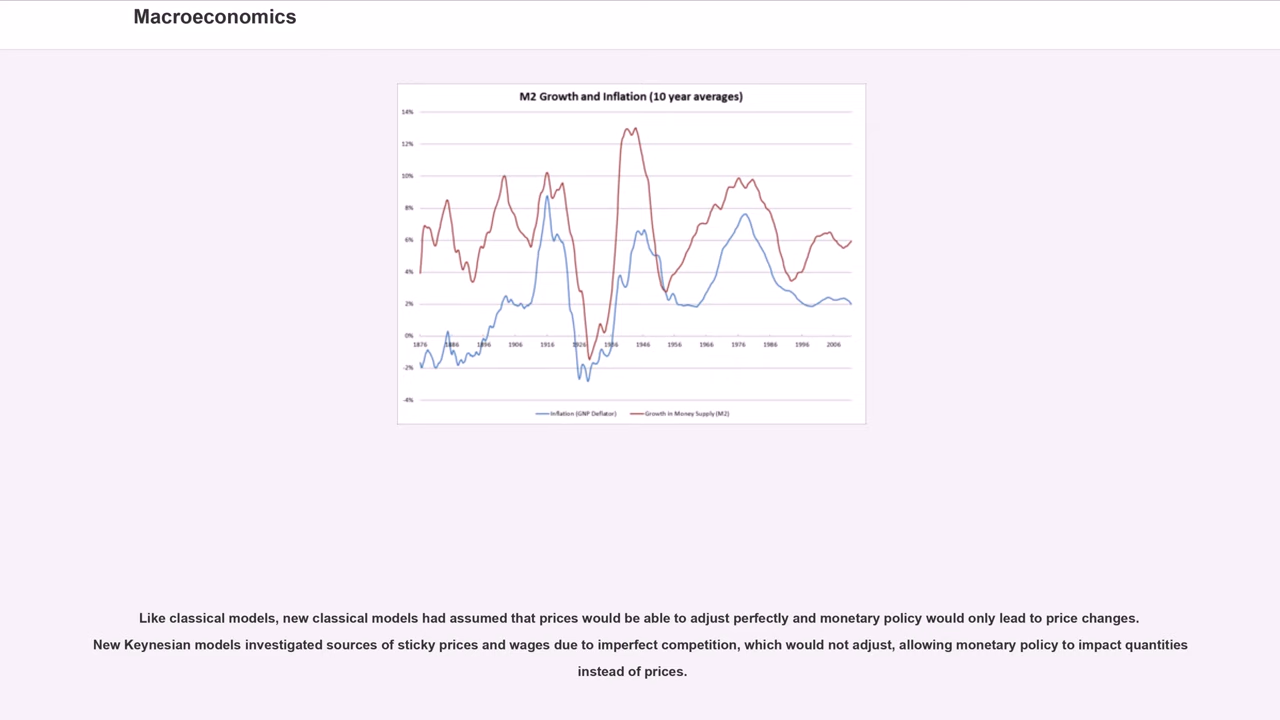 Macroeconomics
M2 Growth and Inflation (10 year averages)
14%
12%
10%
8%
6%
4%
2%
0%
1876 1886 1896 1906 1916 1926 1936 1946 1956 1966 1976 1986 1996 2006
-2%
-4%
Inflation (GNP Deflator) Growth in Money Supply (M2)
Like classical models, new classical models had assumed that prices would be able to adjust perfectly and monetary policy would only lead to price changes.
New Keynesian models investigated sources of sticky prices and wages due to imperfect competition, which would not adjust, allowing monetary policy to impact quantities
instead of prices.